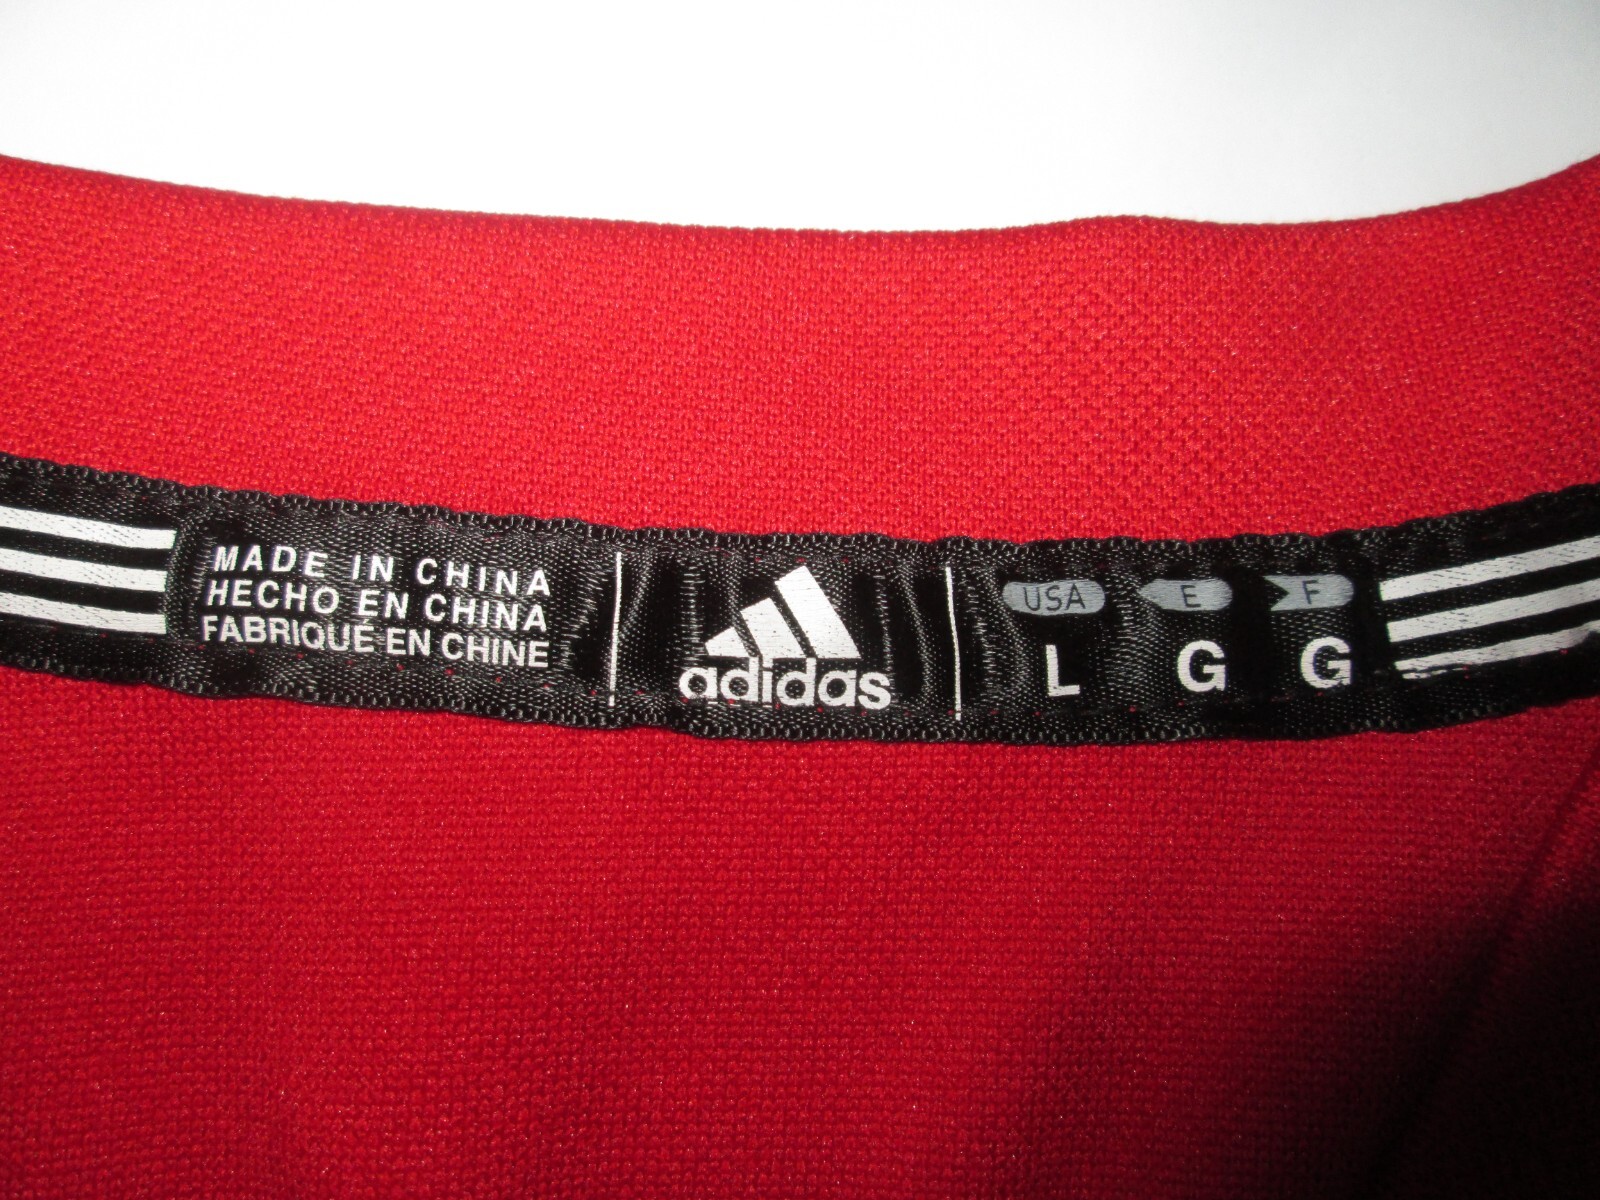 MADE IN CHINA
HECHO EN CHINA
FABRIQUÉ EN CHINE
adidas
USA E F
L G G